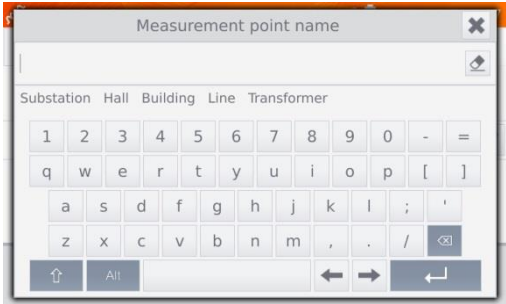 Measurement point name
Substation Hall Building Line Transformer
1 2 3 4 5 6 7 8 9 0 - =
q w e r t y u i o p [ ]
a s d f g h j k l ; '
z x c v b n m , . /
Alt